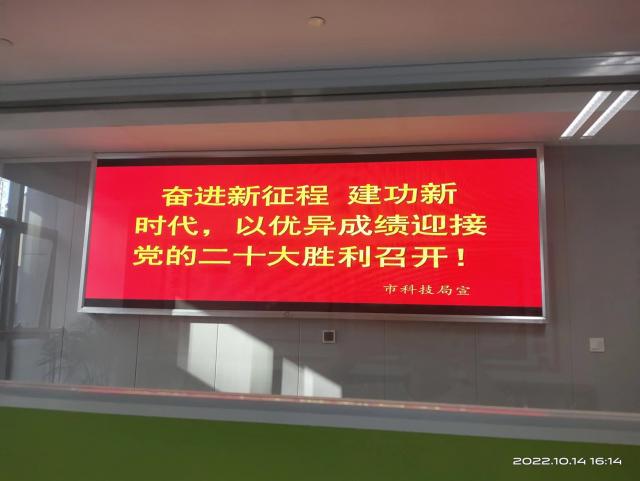 奋进新征程 建功新
时代，以优异成绩迎接
党的二十大胜利召开！
市科技局宣
2022.10.14 16:14